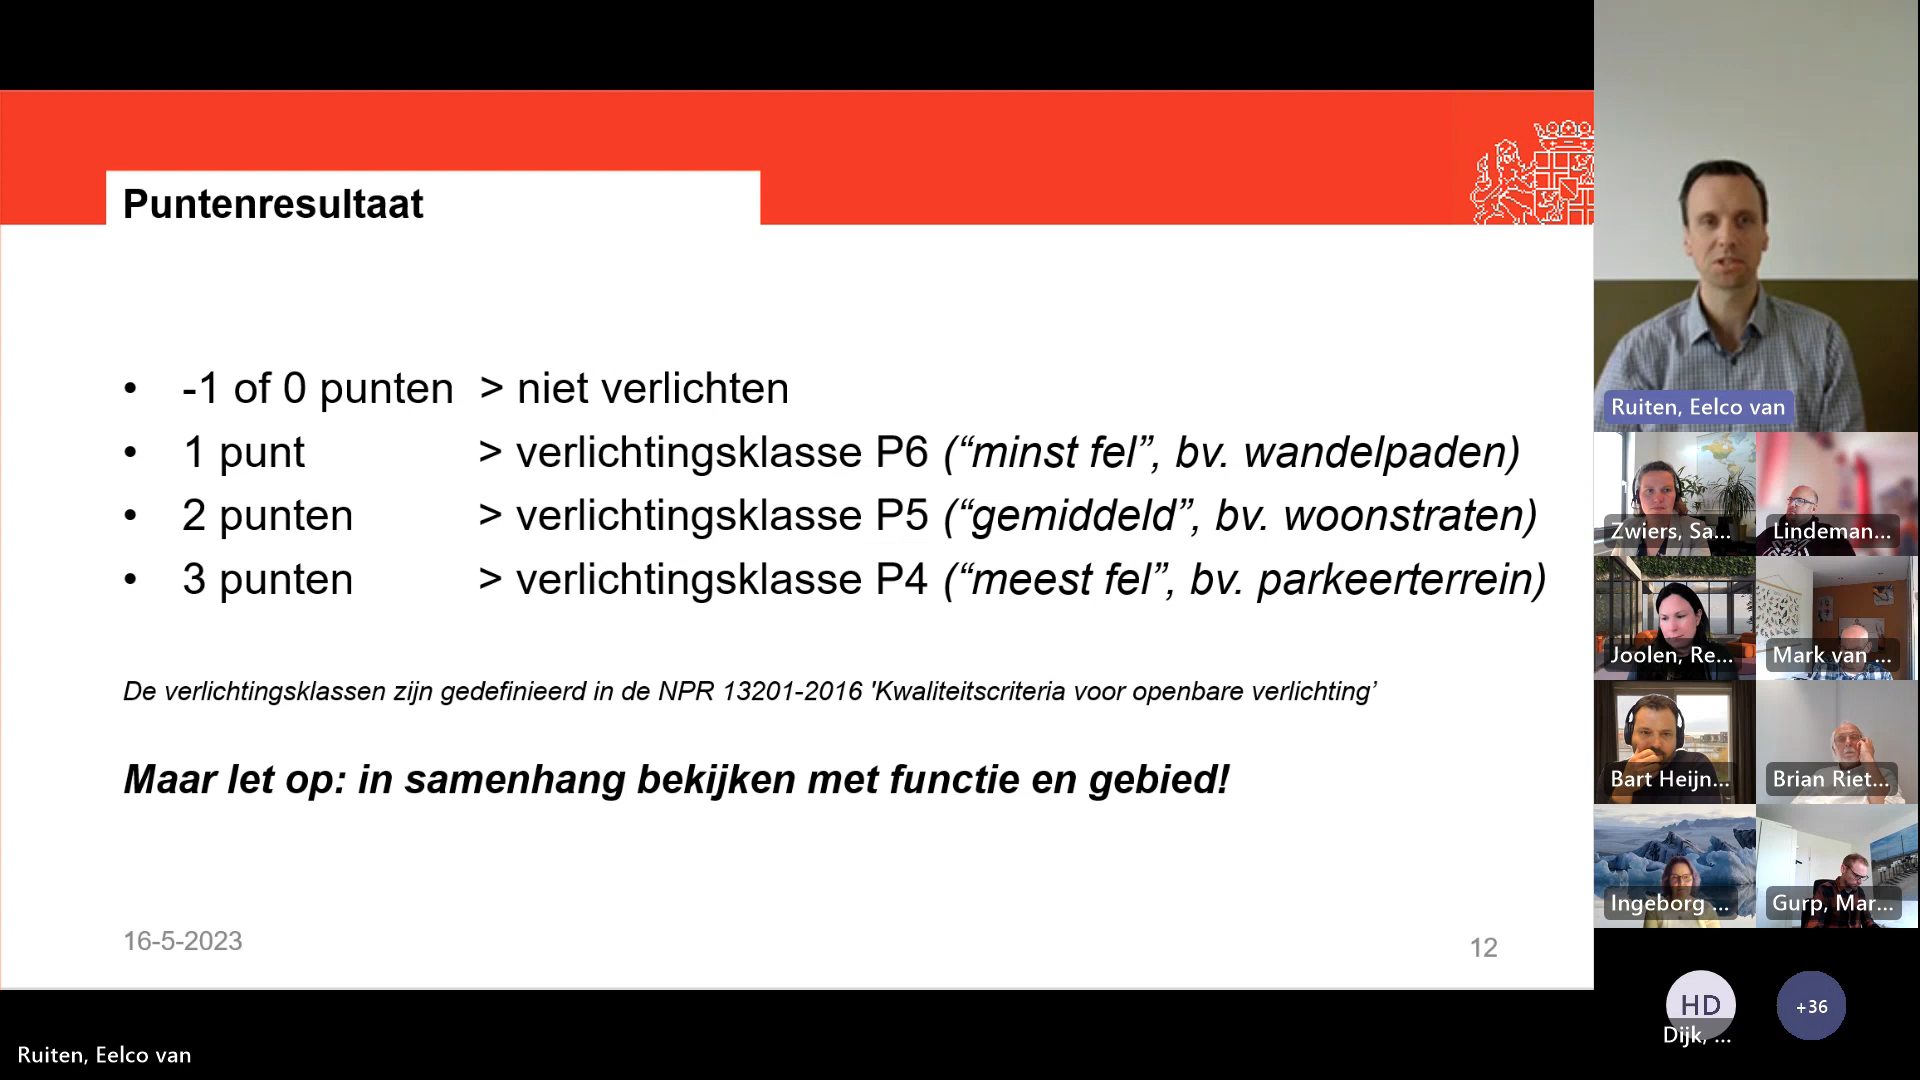 Puntenresultaat
• -1 of 0 punten > niet verlichten
• 1 punt > verlichtingsklasse P6 (“minst fel”, bv. wandelpaden)
• 2 punten > verlichtingsklasse P5 (“gemiddeld”, bv. woonstraten)
• 3 punten > verlichtingsklasse P4 (“meest fel”, bv. parkeerterrein)
De verlichtingsklassen zijn gedefinieerd in de NPR 13201-2016 'Kwaliteitscriteria voor openbare verlichting’
Maar let op: in samenhang bekijken met functie en gebied!
16-5-2023
12
Ruiten, Eelco van
Zwiers, Sa...
Lindeman...
Joolen, Re...
Mark van ...
Bart Heijn...
Brian Riet...
Ingeborg ...
Gurp, Mar...
HD
Dijk, ...
+36
Ruiten, Eelco van